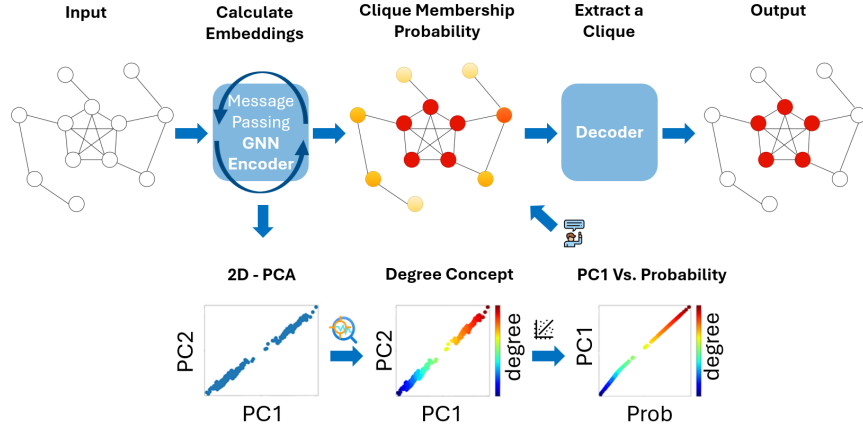 Input
Calculate
Embeddings
Clique Membership
Probability
Extract a
Clique
Output
Message
Passing
GNN
Encoder
Decoder
2D - PCA
Degree Concept
PC1 Vs. Probability
PC2
PC1
PC2
PC1
degree
PC1
Prob
degree